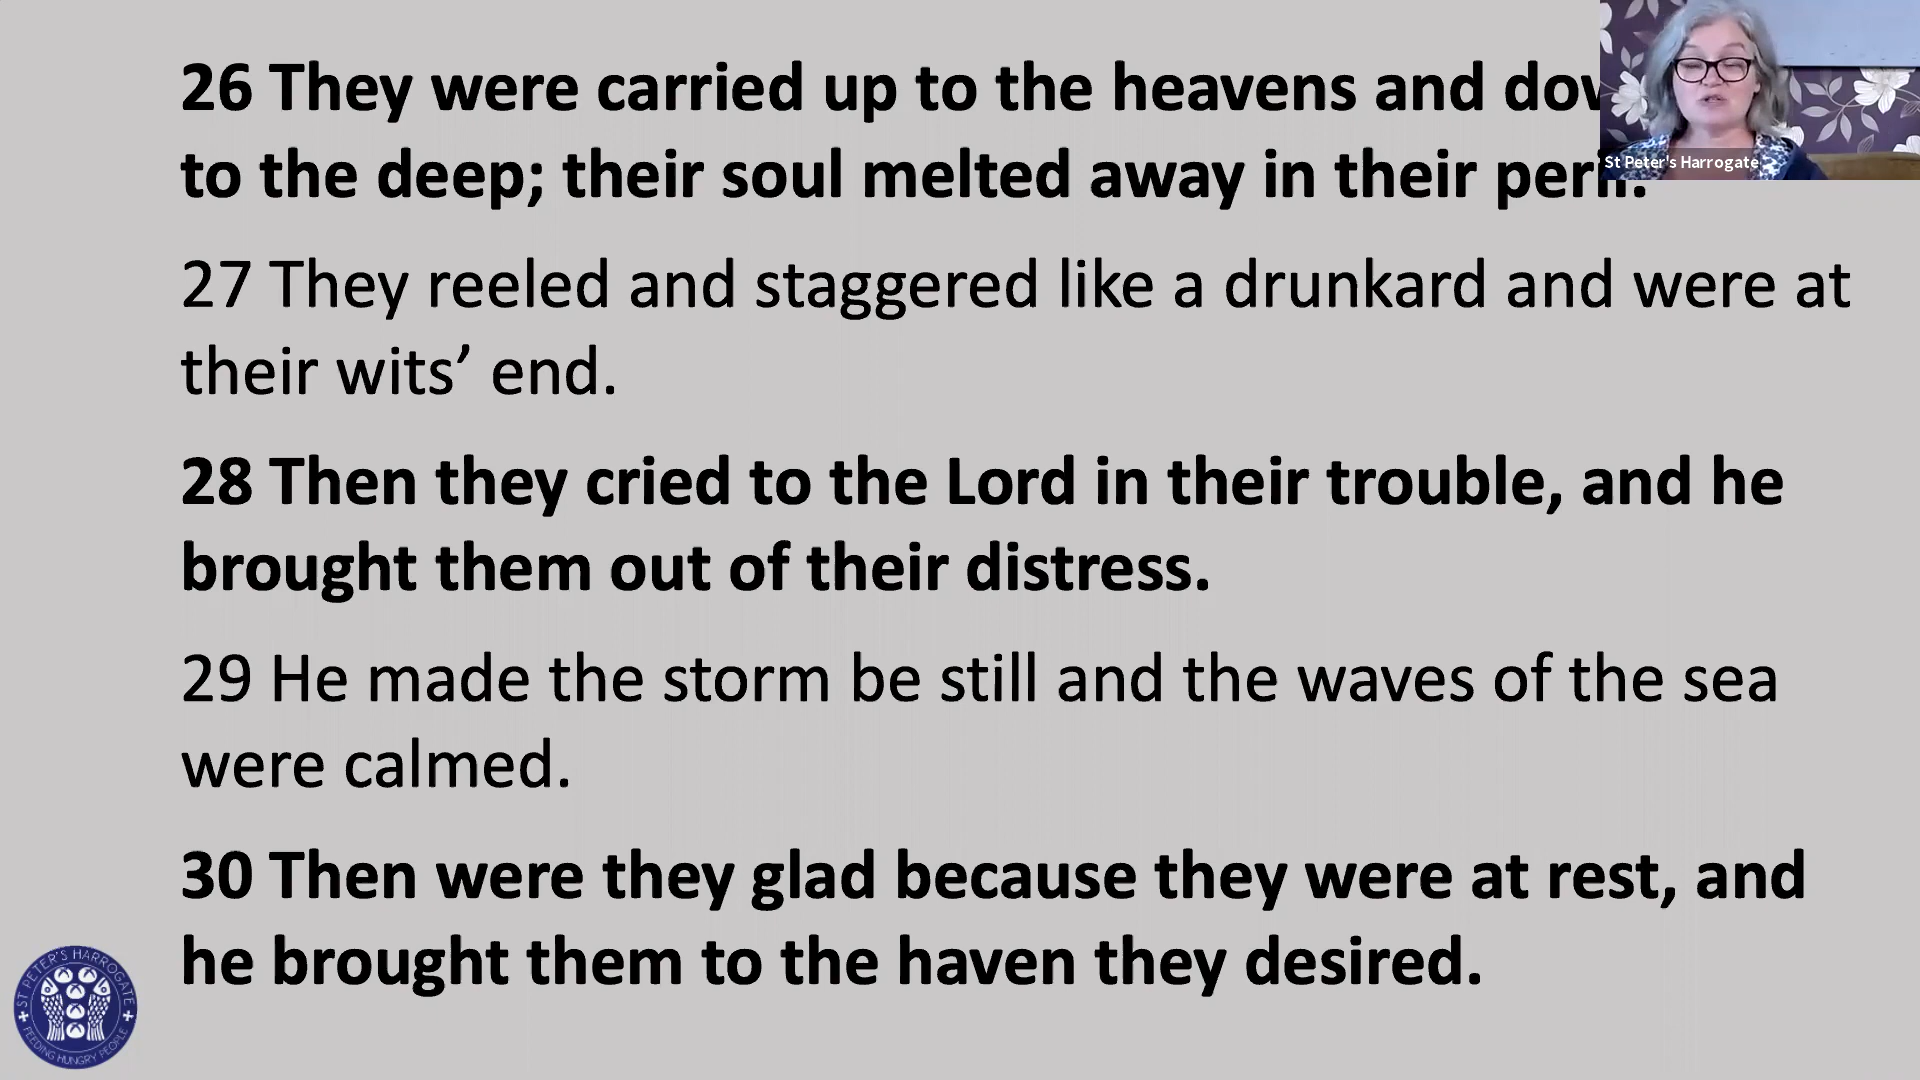 26 They were carried up to the heavens and
to the deep; their soul melted away in their
St Peter's Harrogate
27 They reeled and staggered like a drunkard and were at
their wits’ end.
28 Then they cried to the Lord in their trouble, and he
brought them out of their distress.
29 He made the storm be still and the waves of the sea
were calmed.
30 Then were they glad because they were at rest, and
he brought them to the haven they desired.
ST PETER'S HARROGATE
FEEDING HUNGRY PEOPLE